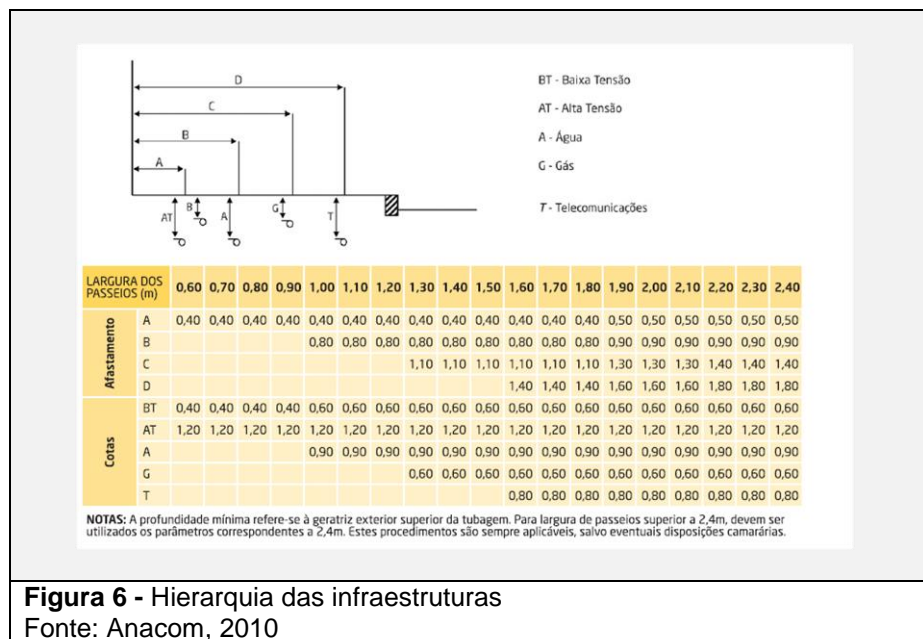 D
C
B
A
AT
B
A
G
T
BT - Baixa Tensão
AT - Alta Tensão
A - Água
G - Gás
T - Telecomunicações
LARGURA DOS PASSEIOS (m) 0,60 0,70 0,80 0,90 1,00 1,10 1,20 1,30 1,40 1,50 1,60 1,70 1,80 1,90 2,00 2,10 2,20 2,30 2,40
Afastamento
A 0,40 0,40 0,40 0,40 0,40 0,40 0,40 0,40 0,40 0,40 0,40 0,40 0,40 0,50 0,50 0,50 0,50 0,50 0,50
B 0,80 0,80 0,80 0,80 0,80 0,80 0,80 0,80 0,80 0,90 0,90 0,90 0,90 0,90 0,90
C 1,10 1,10 1,10 1,10 1,10 1,10 1,30 1,30 1,30 1,40 1,40 1,40
D 1,40 1,40 1,40 1,60 1,60 1,60 1,80 1,80 1,80
Cotas
BT 0,40 0,40 0,40 0,40 0,60 0,60 0,60 0,60 0,60 0,60 0,60 0,60 0,60 0,60 0,60 0,60 0,60 0,60 0,60
AT 1,20 1,20 1,20 1,20 1,20 1,20 1,20 1,20 1,20 1,20 1,20 1,20 1,20 1,20 1,20 1,20 1,20 1,20 1,20
A 0,90 0,90 0,90 0,90 0,90 0,90 0,90 0,90 0,90 0,90 0,90 0,90 0,90 0,90 0,90
G 0,60 0,60 0,60 0,60 0,60 0,60 0,60 0,60 0,60 0,60 0,60 0,60
T 0,80 0,80 0,80 0,80 0,80 0,80 0,80 0,80 0,80
NOTAS: A profundidade mínima refere-se à geratriz exterior superior da tubagem. Para largura de passeios superior a 2,4m, devem ser
utilizados os parâmetros correspondentes a 2,4m. Estes procedimentos são sempre aplicáveis, salvo eventuais disposições camarárias.
Figura 6 - Hierarquia das infraestruturas
Fonte: Anacom, 2010